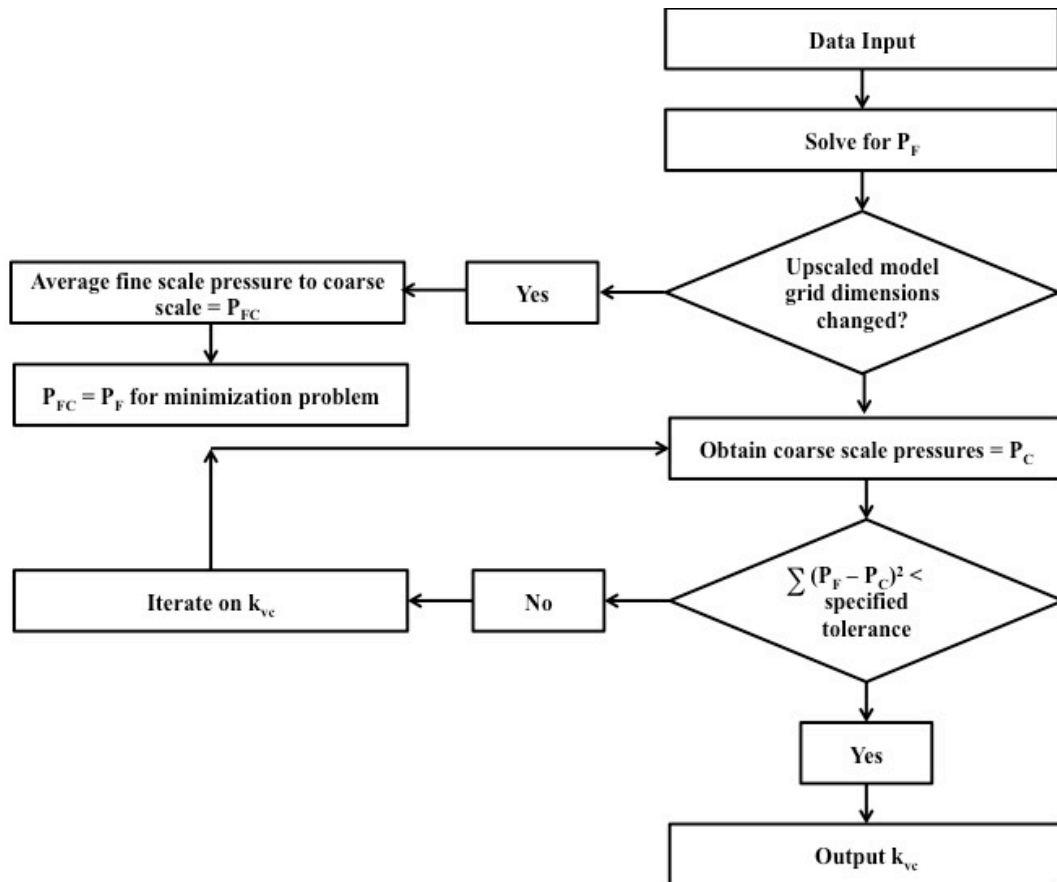 Data Input
Solve for P_F
Upscaled model
grid dimensions
changed?
Yes
Average fine scale pressure to coarse
scale = P_FC
P_FC = P_F for minimization problem
Obtain coarse scale pressures = P_C
∑ (P_F – P_C)² <
specified
tolerance
No
Iterate on k_vc
Yes
Output k_vc